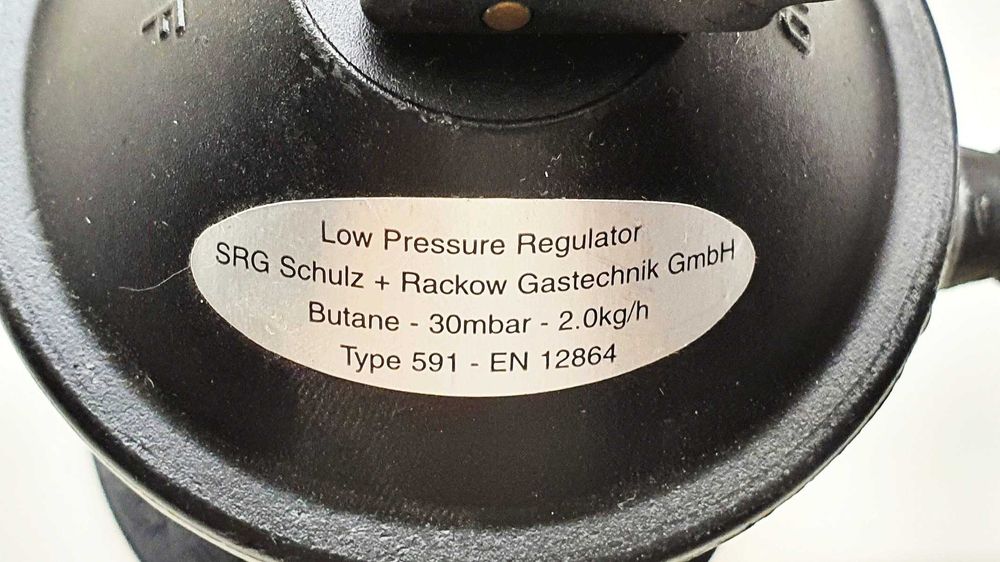 Low Pressure Regulator
SRG Schulz + Rackow Gastechnik GmbH
Butane - 30mbar - 2.0kg/h
Type 591 - EN 12864